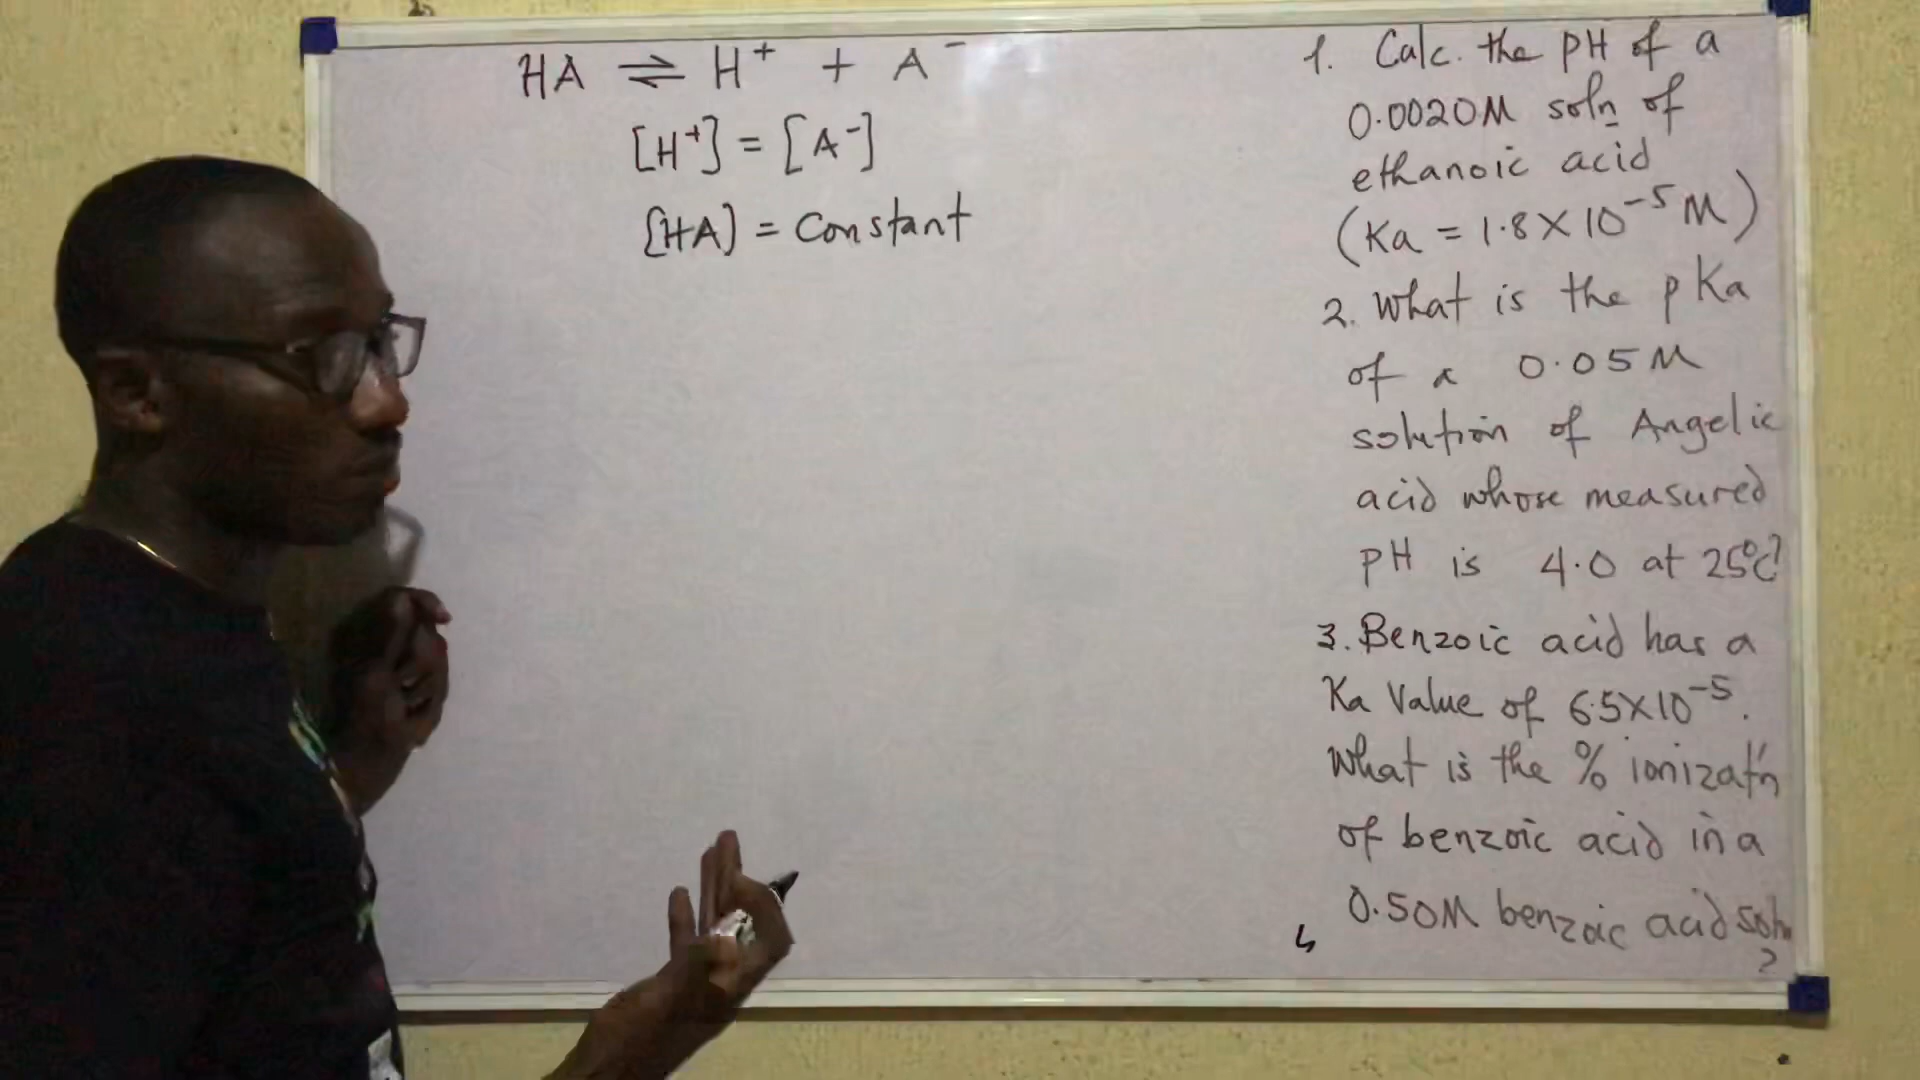 HA ⇌ H⁺ + A⁻
[H⁺] = [A⁻]
[HA] = Constant
1. Calc. the pH of a
0.0020M soln of
ethanoic acid
(Ka = 1.8 × 10⁻⁵ M)
2. What is the pKa
of a 0.05M
solution of Angelic
acid whose measured
pH is 4.0 at 25°C?
3. Benzoic acid has a
Ka Value of 6.5×10⁻⁵.
What is the % ionizat'n
of benzoic acid in a
0.50M benzoic acid soln
?